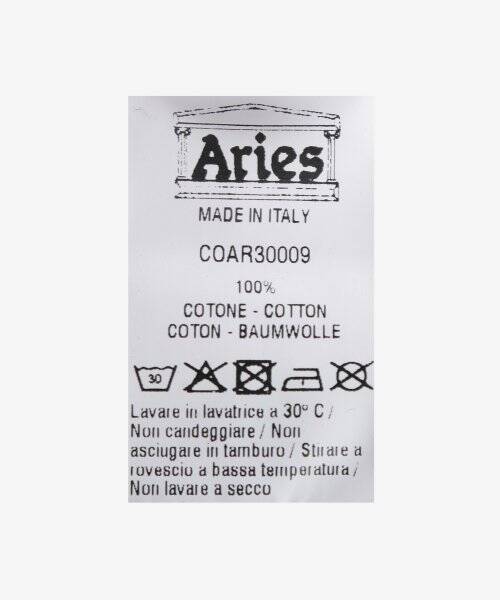 Aries
MADE IN ITALY
COAR30009
100%
COTONE - COTTON
COTON - BAUMWOLLE
30
Lavare in lavatrice a 30° C /
Non candeggiare / Non
asciugare in tamburo / Stirare a
rovescio a bassa temperatura /
Non lavare a secco